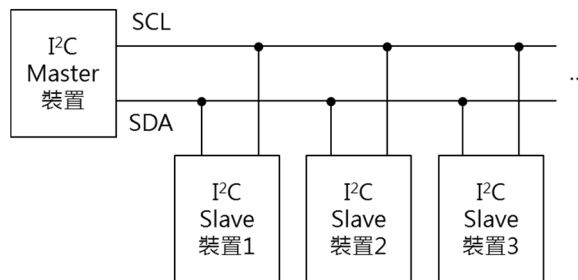 SCL
I²C
Master
裝置
SDA
...
I²C
Slave
裝置1
I²C
Slave
裝置2
I²C
Slave
裝置3